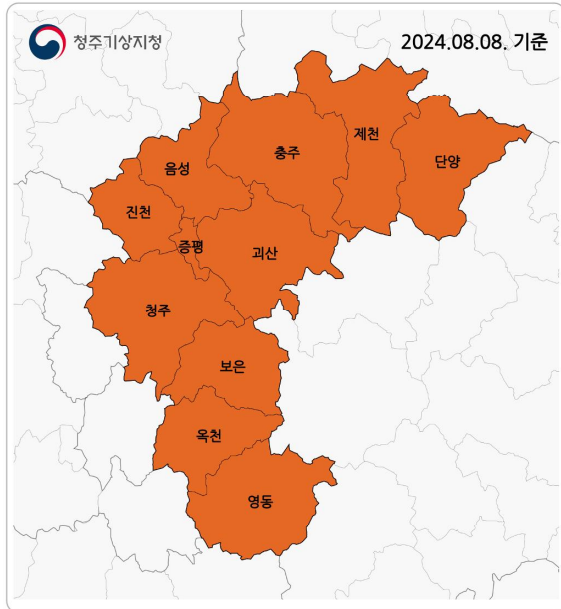 청주기상지청
2024.08.08. 기준
제천
충주
단양
음성
진천
증평
괴산
청주
보은
옥천
영동